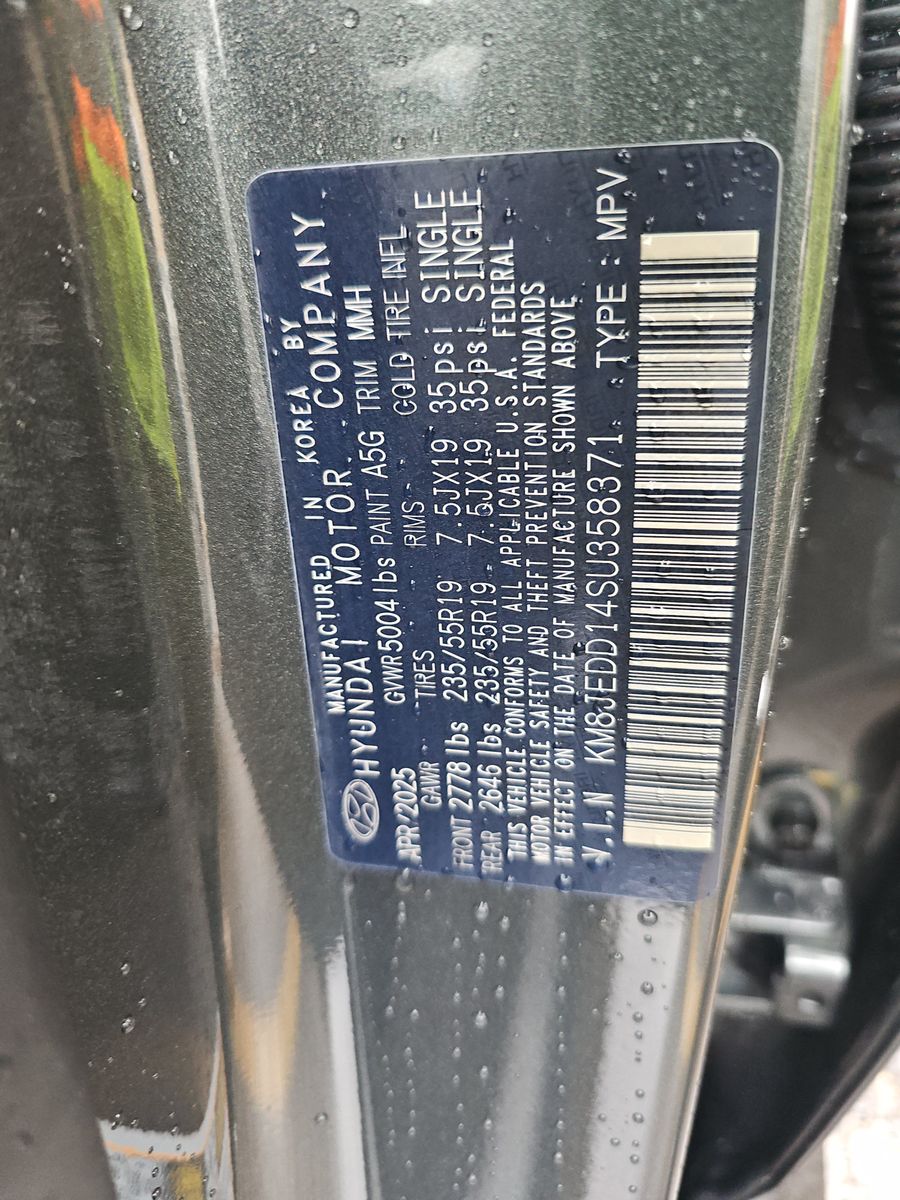 MANUFACTURED IN KOREA BY
HYUNDAI MOTOR COMPANY
APR/2025 GVWR 5004 lbs PAINT A5G TRIM MMH
GAWR TIRES RIMS COLD TIRE INFL
FRONT 2778 lbs 235/55R19 7.5JX19 35psi SINGLE
REAR 2646 lbs 235/55R19 7.5JX19 35psi SINGLE
THIS VEHICLE CONFORMS TO ALL APPLICABLE U.S.A. FEDERAL
MOTOR VEHICLE SAFETY AND THEFT PREVENTION STANDARDS
IN EFFECT ON THE DATE OF MANUFACTURE SHOWN ABOVE
V.I.N KM8JEDD14SU358371 TYPE : MPV